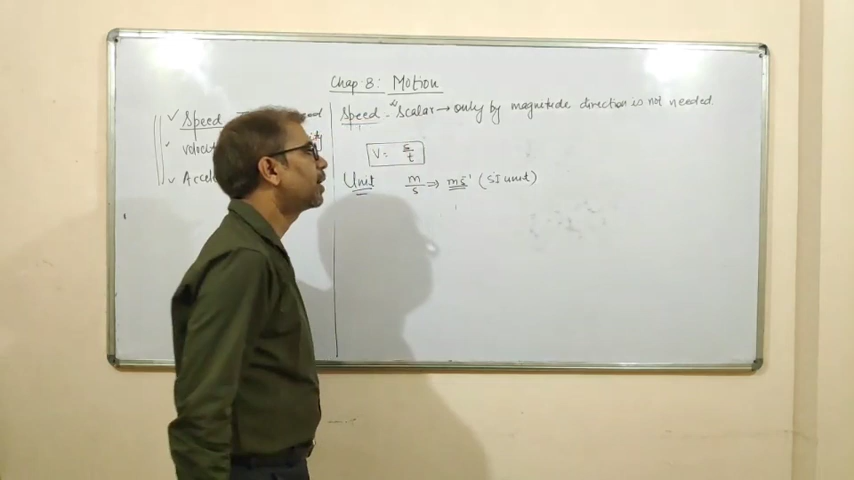 Chap. 8: Motion
✓ Speed
velocit
✓ Accel
Speed - Scalar → only by magnitude direction is not needed.
V = s/t
Unit m/s ⇒ ms⁻¹ (SI unit)